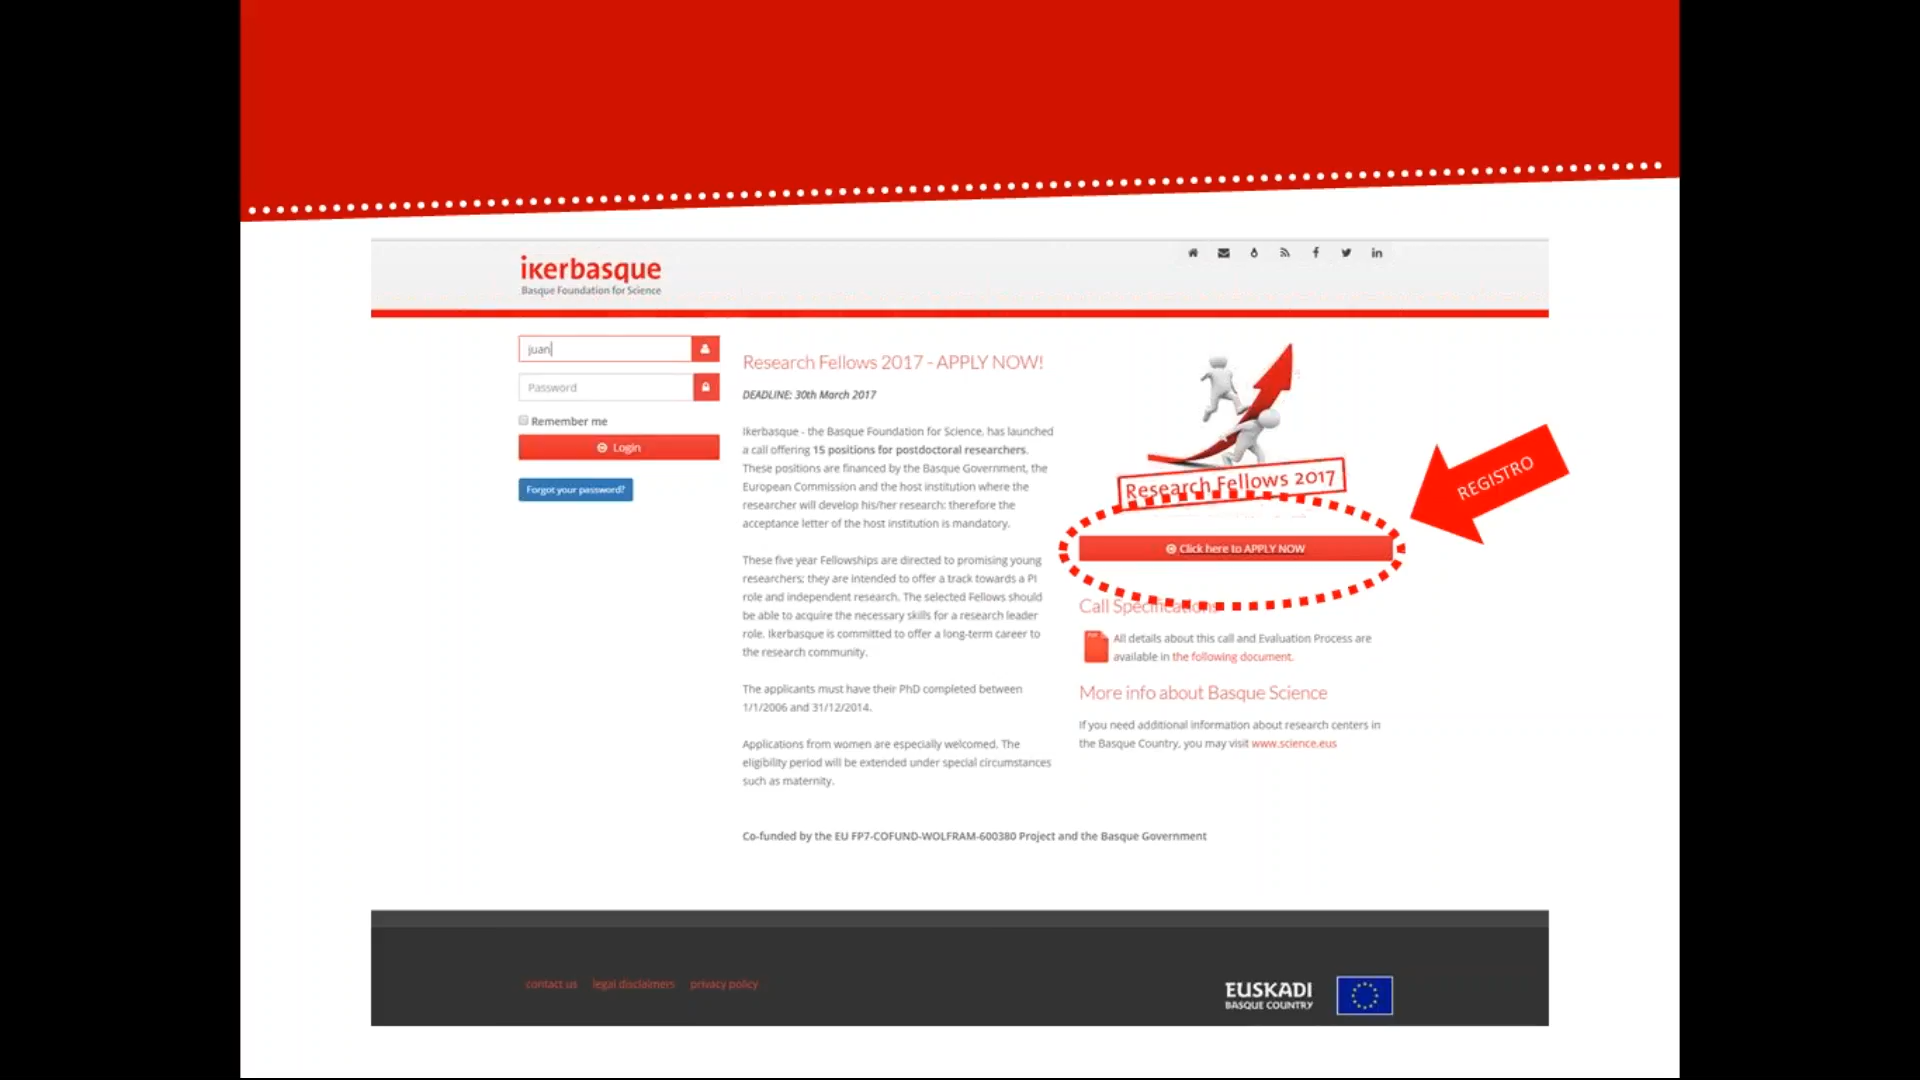 ikerbasque
Basque Foundation for Science
juan
Password
Remember me
Login
Forgot your password?
Research Fellows 2017 - APPLY NOW!
DEADLINE: 30th March 2017
Ikerbasque - the Basque Foundation for Science, has launched
a call offering 15 positions for postdoctoral researchers.
These positions are financed by the Basque Government, the
European Commission and the host institution where the
researcher will develop his/her research; therefore the
acceptance letter of the host institution is mandatory.
These five year Fellowships are directed to promising young
researchers; they are intended to offer a track towards a PI
role and independent research. The selected Fellows should
be able to acquire the necessary skills for a research leader
role. Ikerbasque is committed to offer a long-term career to
the research community.
The applicants must have their PhD completed between
1/1/2006 and 31/12/2014.
Applications from women are especially welcomed. The
eligibility period will be extended under special circumstances
such as maternity.
Co-funded by the EU FP7-COFUND-WOLFRAM-600380 Project and the Basque Government
Research Fellows 2017
REGISTRO
Click here to APPLY NOW
Call Specifications
All details about this call and Evaluation Process are
available in the following document.
More info about Basque Science
If you need additional information about research centers in
the Basque Country, you may visit www.science.eus
contact us legal disclaimers privacy policy
EUSKADI
BASQUE COUNTRY